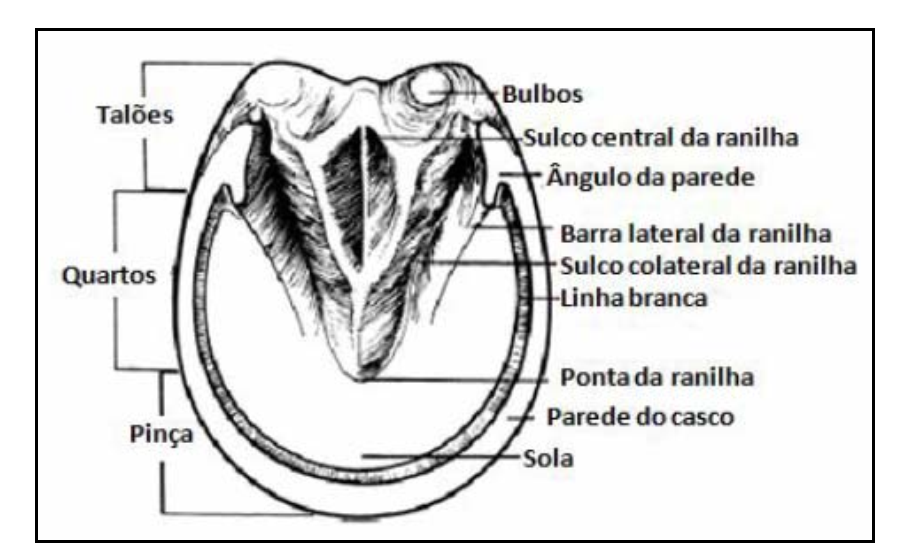 Talões
Quartos
Pinça
Bulbos
Sulco central da ranilha
Ângulo da parede
Barra lateral da ranilha
Sulco colateral da ranilha
Linha branca
Ponta da ranilha
Parede do casco
Sola